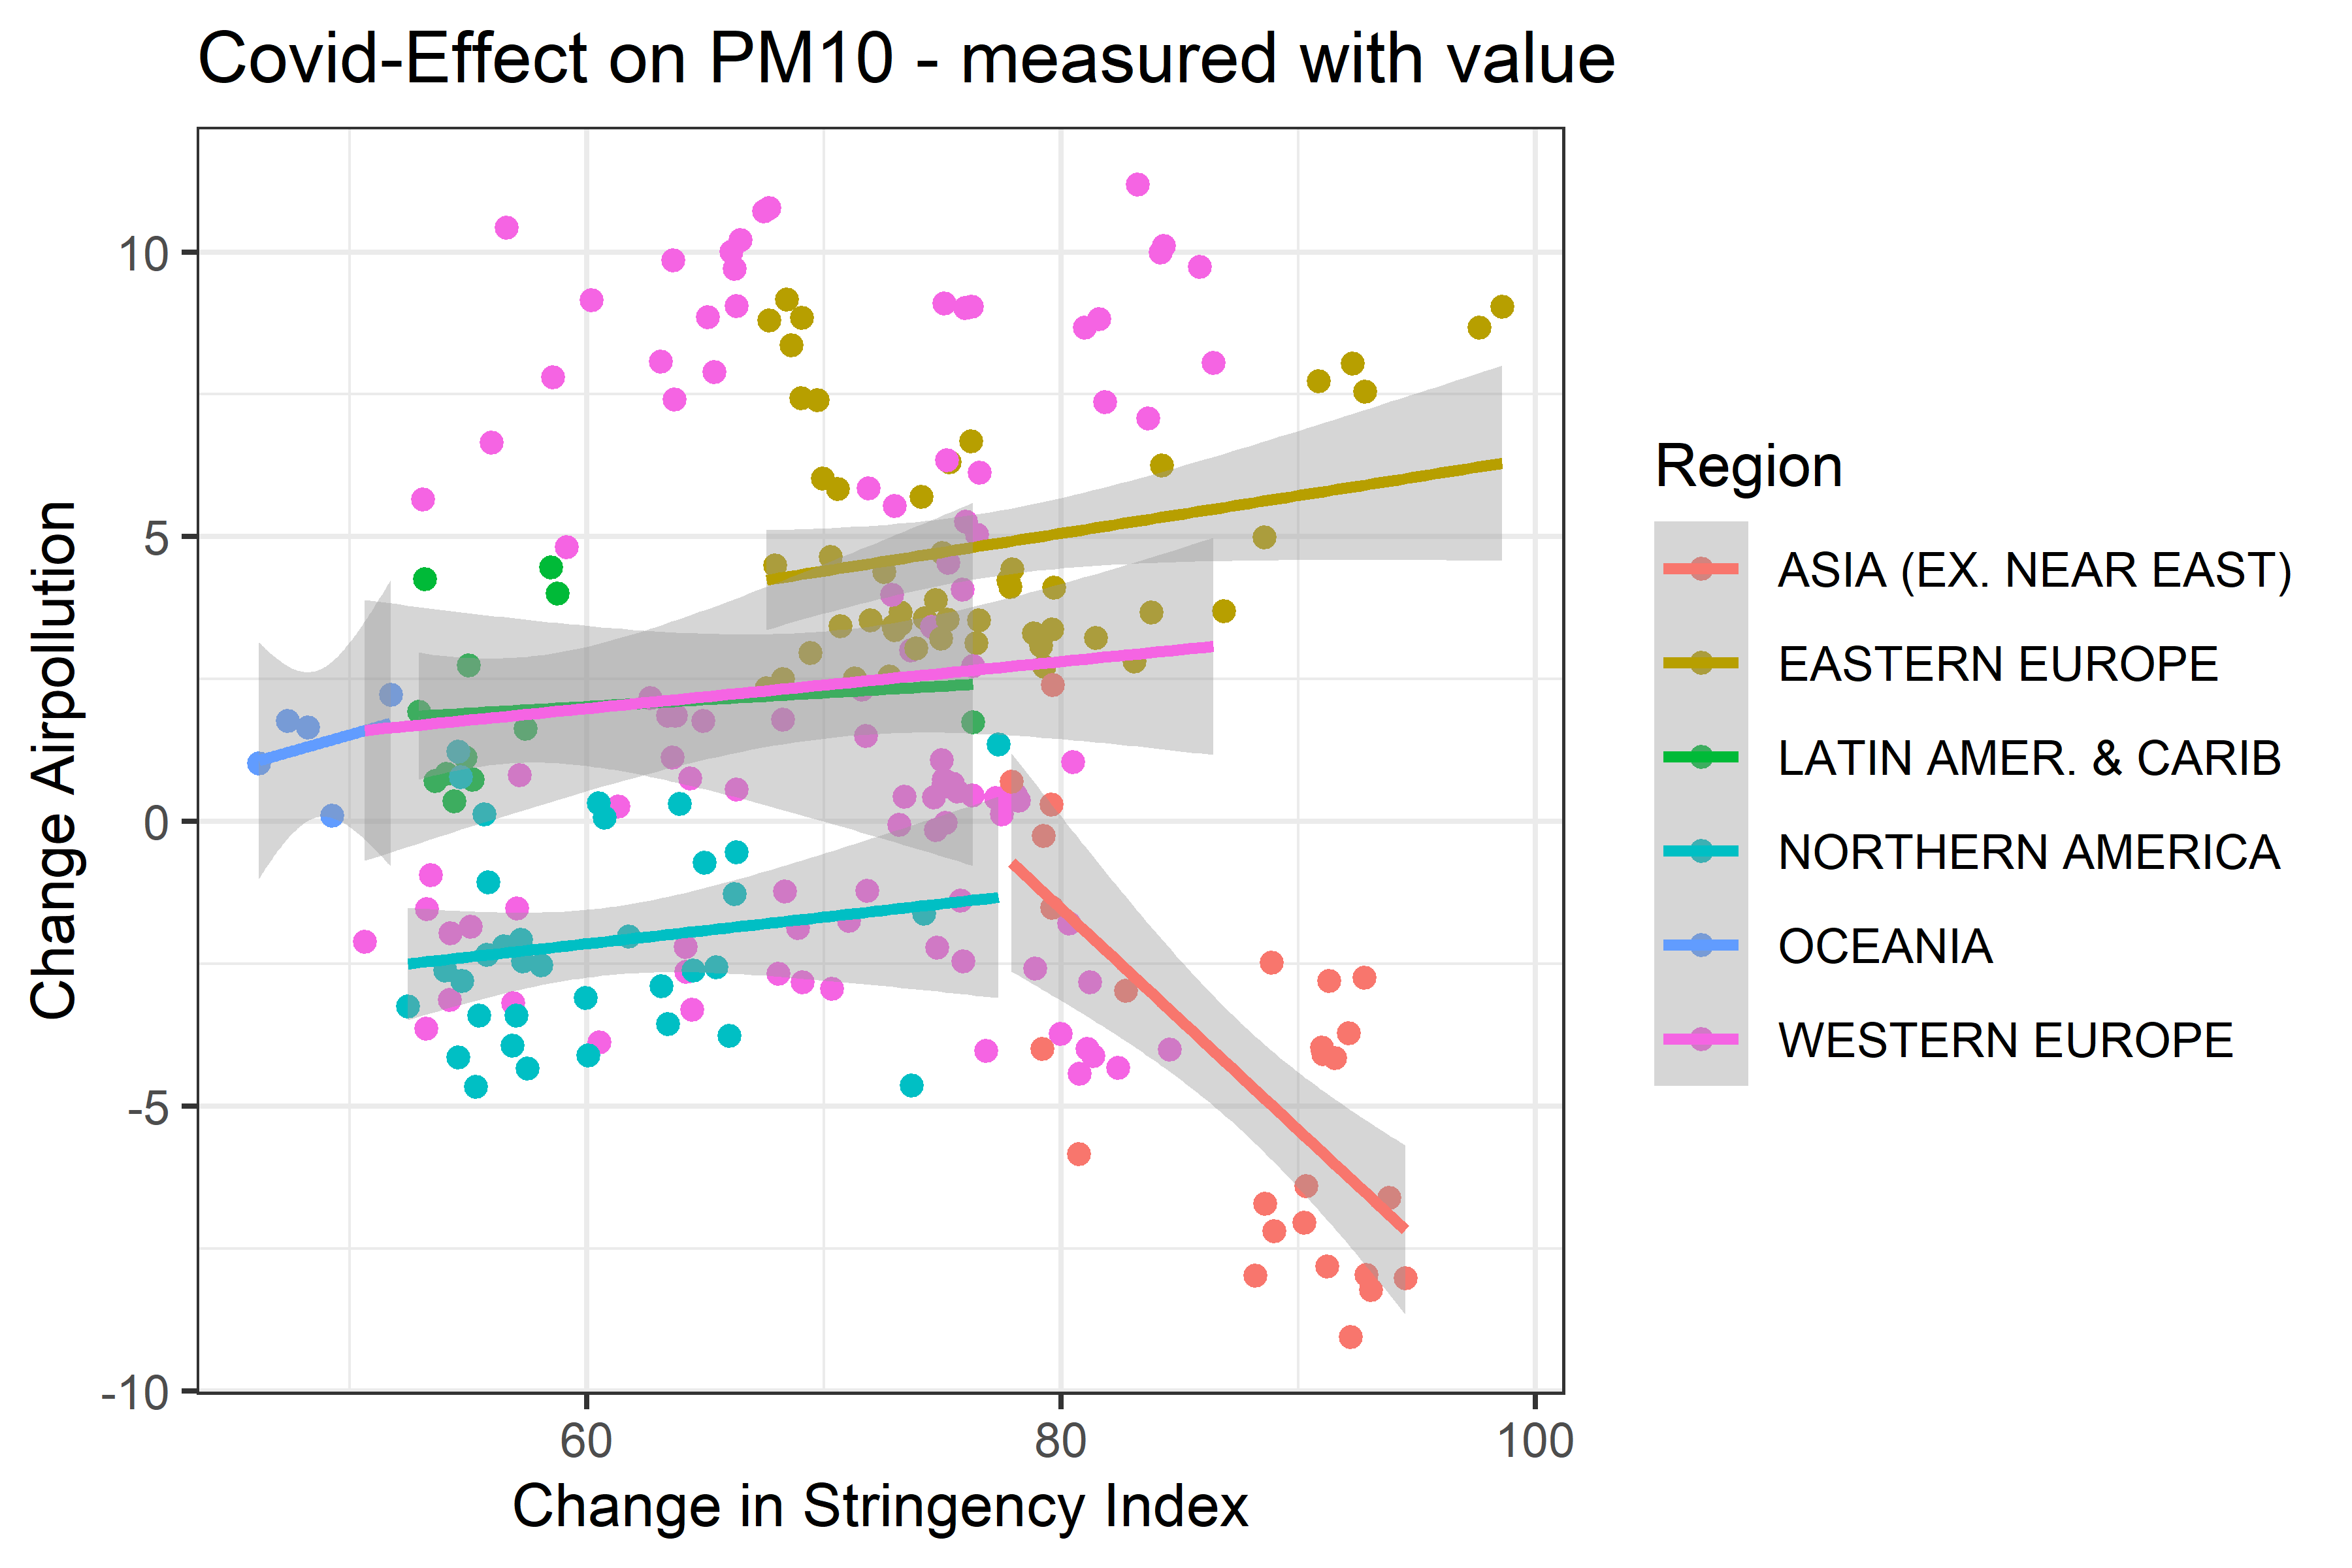 Covid-Effect on PM10 - measured with value
Change Airpollution
10
5
0
-5
-10
60 80 100
Change in Stringency Index
Region
ASIA (EX. NEAR EAST)
EASTERN EUROPE
LATIN AMER. & CARIB
NORTHERN AMERICA
OCEANIA
WESTERN EUROPE